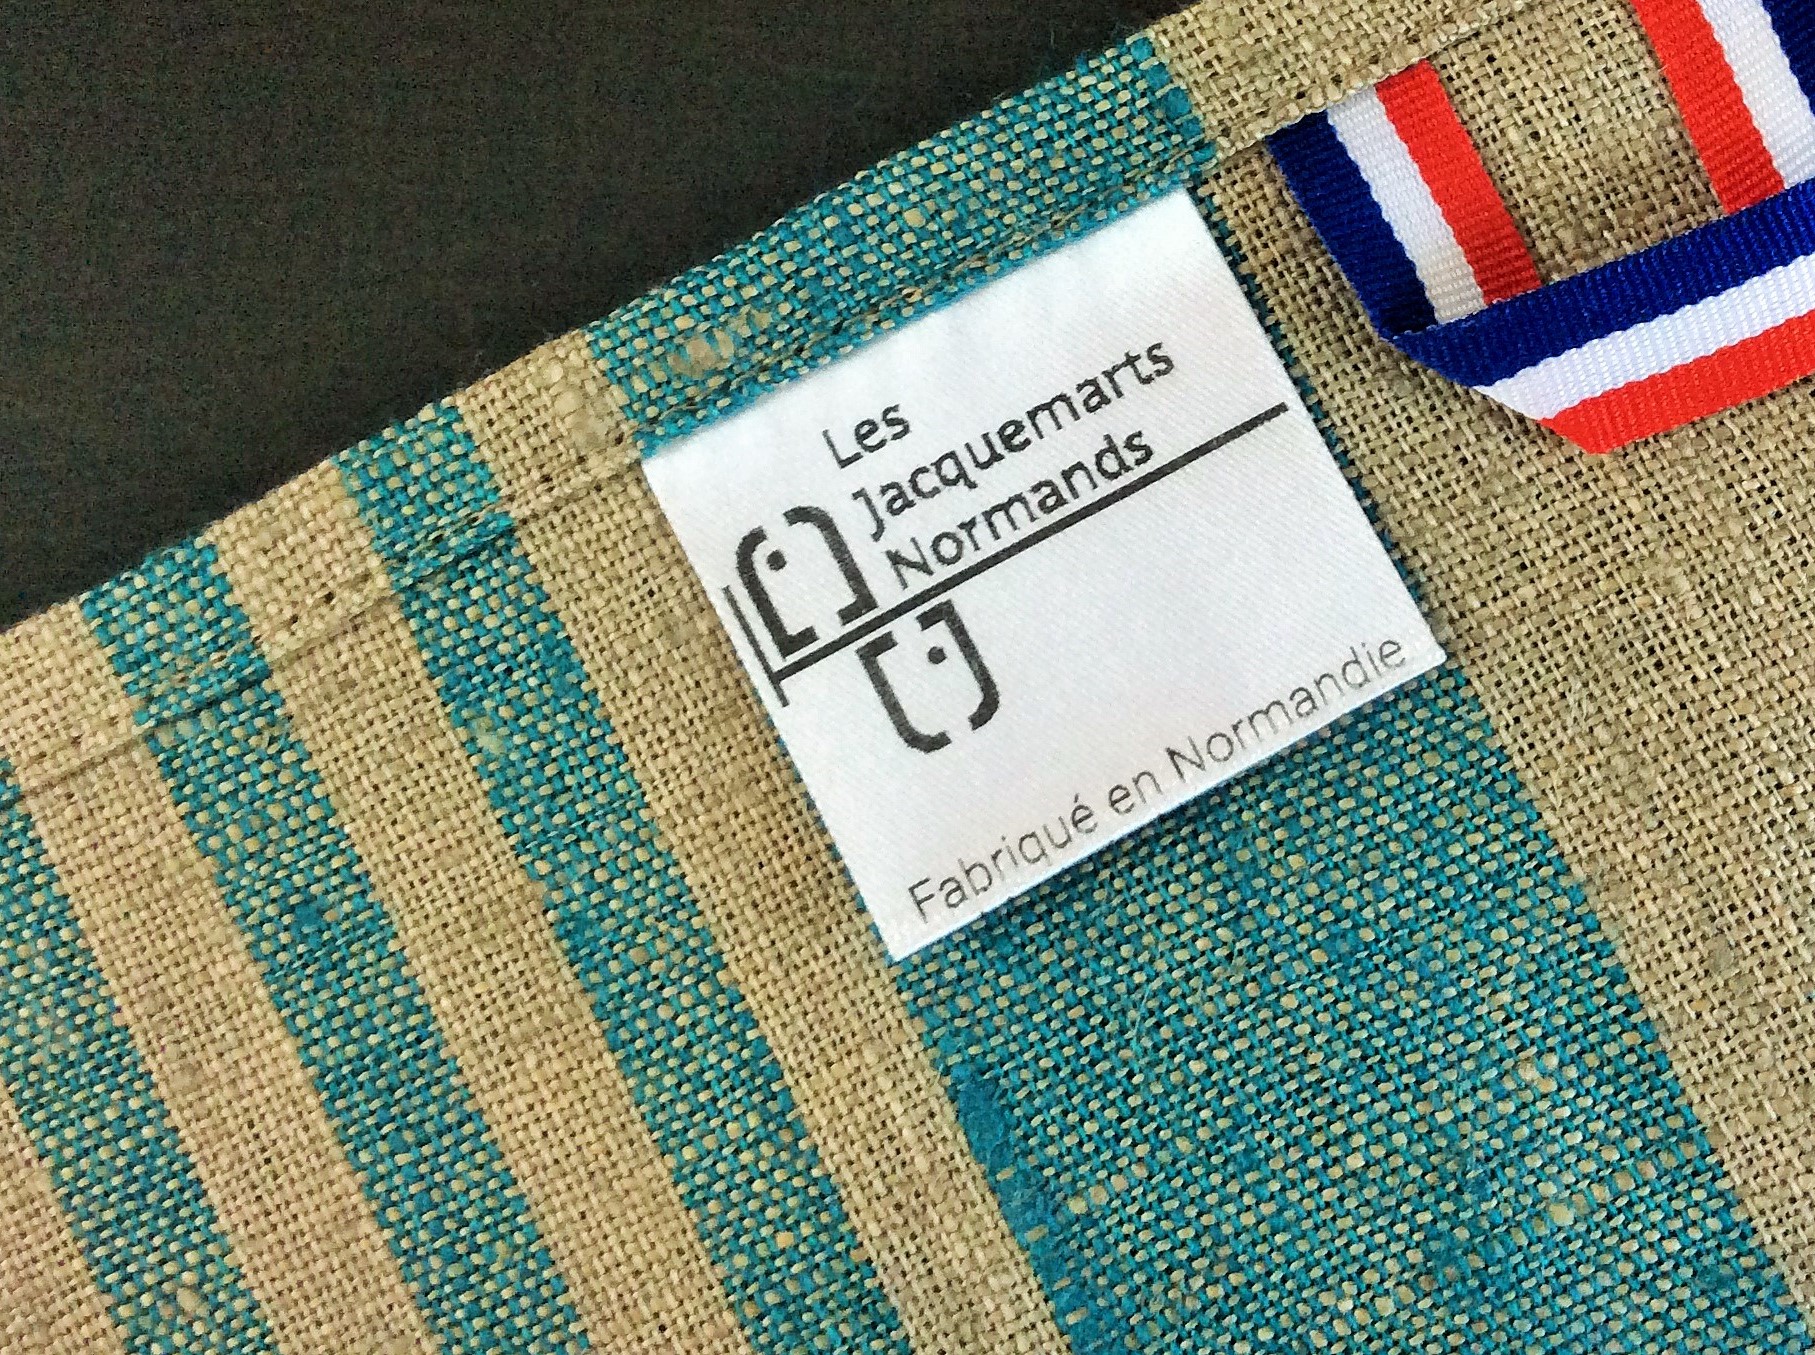 Les
Jacquemarts
Normands
Fabriqué en Normandie